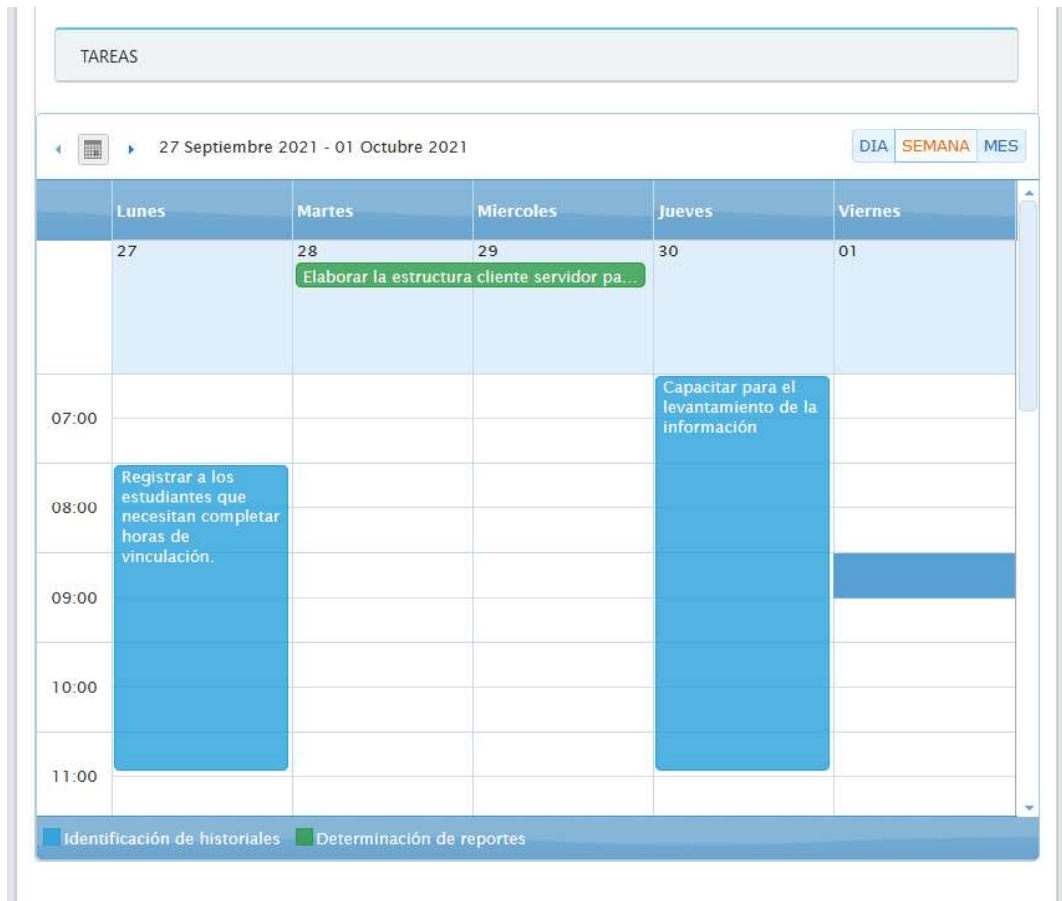 TAREAS
27 Septiembre 2021 - 01 Octubre 2021
DIA SEMANA MES
Lunes Martes Miercoles Jueves Viernes
27 28 29 30 01
Elaborar la estructura cliente servidor pa...
Capacitar para el
levantamiento de la
información
07:00
Registrar a los
estudiantes que
necesitan completar
horas de
vinculación.
08:00
09:00
10:00
11:00
Identificación de historiales Determinación de reportes